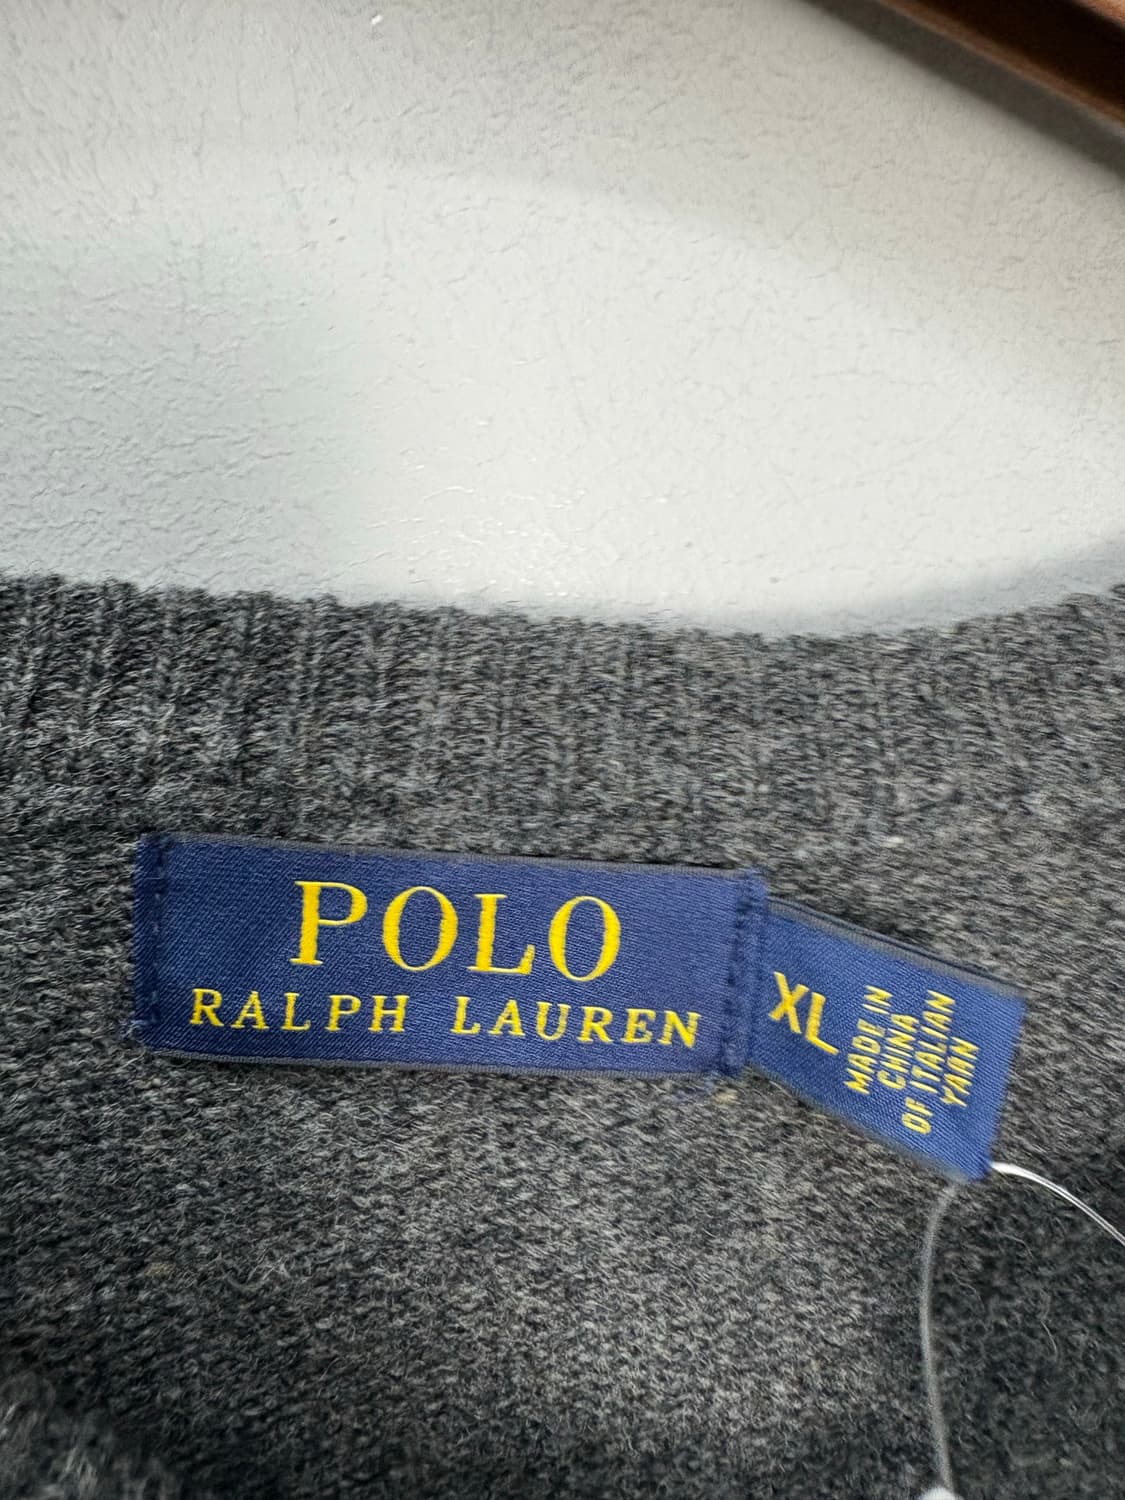 POLO
RALPH LAUREN
XL
MADE IN
CHINA
OF ITALIAN
YARN